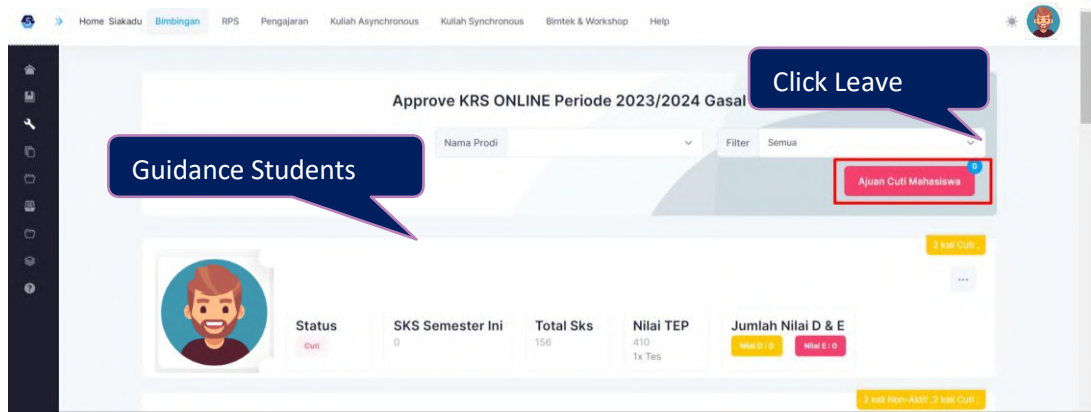 Home Siakadu Bimbingan RPS Pengajaran Kuliah Asynchronous Kuliah Synchronous Bimtek & Workshop Help
Click Leave
Approve KRS ONLINE Periode 2023/2024 Gasal
Nama Prodi Filter Semua
Guidance Students
0
Ajuan Cuti Mahasiswa
2 kali Cuti ,
...
Status SKS Semester Ini Total Sks Nilai TEP Jumlah Nilai D & E
Cuti 0 156 410 Nilai D : 0 Nilai E : 0
1x Tes
2 kali Non-Aktif ,2 kali Cuti ,